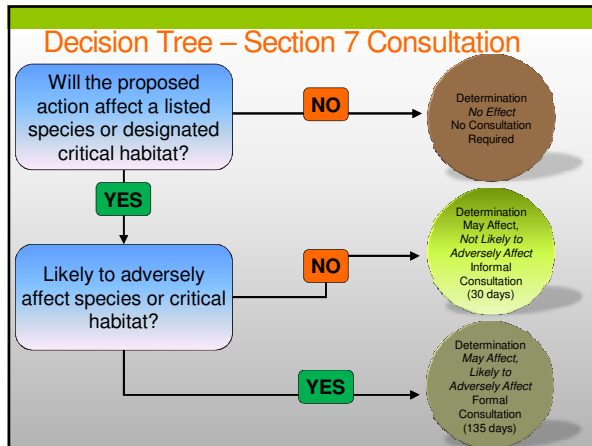 Decision Tree – Section 7 Consultation
Will the proposed
action affect a listed
species or designated
critical habitat?
NO
Determination
No Effect
No Consultation
Required
YES
Likely to adversely
affect species or critical
habitat?
NO
Determination
May Affect,
Not Likely to
Adversely Affect
Informal
Consultation
(30 days)
YES
Determination
May Affect,
Likely to
Adversely Affect
Formal
Consultation
(135 days)